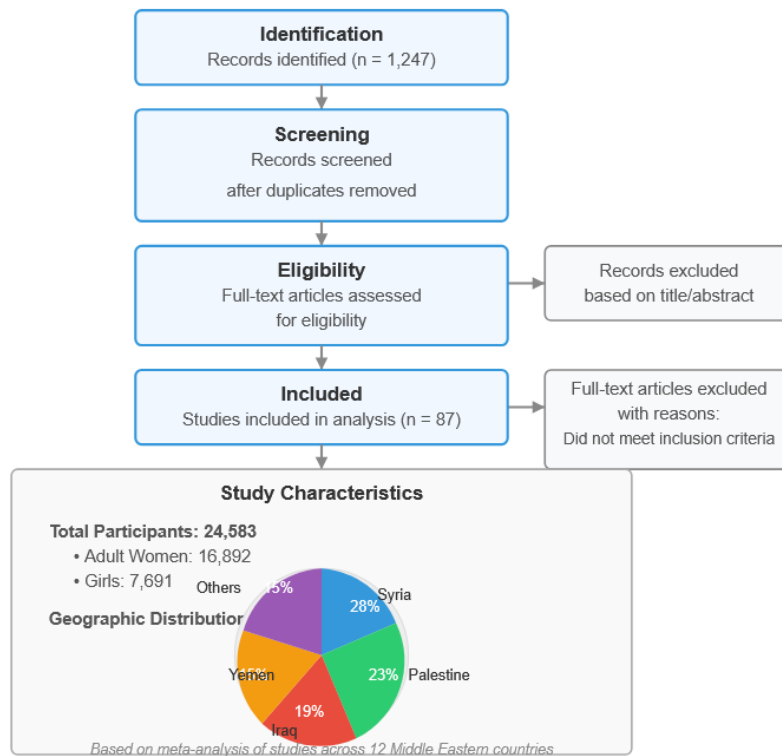 Identification
Records identified (n = 1,247)
Screening
Records screened
after duplicates removed
Eligibility
Full-text articles assessed
for eligibility
Records excluded
based on title/abstract
Included
Studies included in analysis (n = 87)
Full-text articles excluded
with reasons:
Did not meet inclusion criteria
Study Characteristics
Total Participants: 24,583
• Adult Women: 16,892
• Girls: 7,691
Geographic Distribution
Others
15%
Syria
28%
Yemen
15%
Palestine
23%
Iraq
19%
Based on meta-analysis of studies across 12 Middle Eastern countries